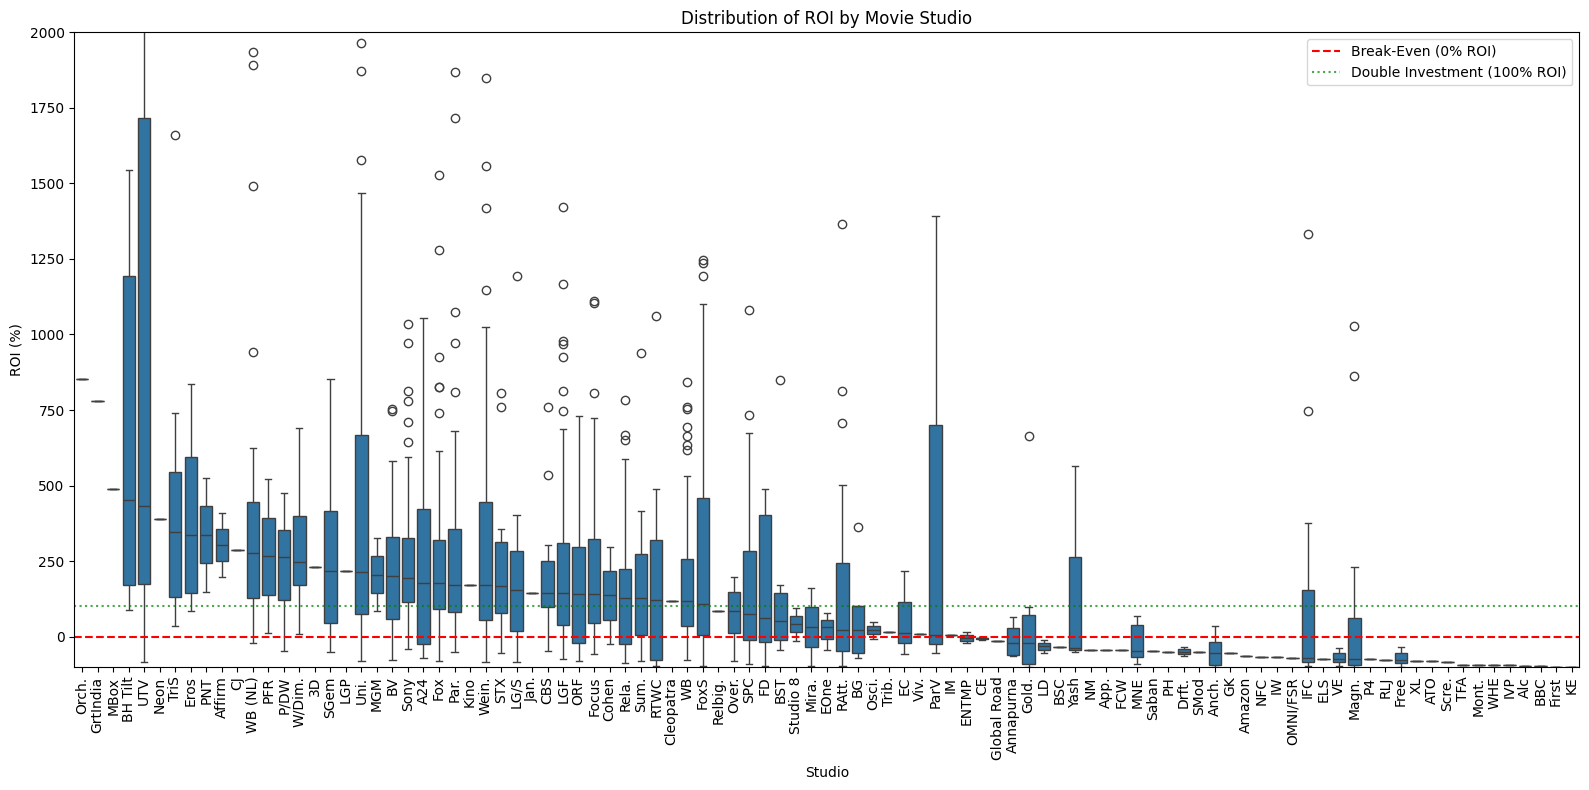 Distribution of ROI by Movie Studio
Break-Even (0% ROI)
Double Investment (100% ROI)
ROI (%)
2000
1750
1500
1250
1000
750
500
250
0
Orch.
GrtIndia
MBox
BH Tilt
UTV
Neon
TriS
Eros
PNT
Affirm
CJ
WB (NL)
PFR
P/DW
W/Dim.
3D
SGem
LGP
Uni.
MGM
BV
Sony
A24
Fox
Par.
Kino
Wein.
STX
LG/S
Jan.
CBS
LGF
ORF
Focus
Cohen
Rela.
Sum.
RTWC
Cleopatra
WB
FoxS
Relbig.
Over.
SPC
FD
BST
Studio 8
Mira.
EOne
RAtt.
BG
Osci.
Trib.
EC
Viv.
ParV
IM
ENTMP
CE
Global Road
Annapurna
Gold.
LD
BSC
Yash
NM
App.
FCW
MNE
Saban
PH
Drft.
SMod
Anch.
GK
Amazon
NFC
IW
OMNI/FSR
IFC
ELS
VE
Magn.
P4
RLJ
Free
XL
ATO
Scre.
TFA
Mont.
WHE
IVP
Alc
BBC
First
KE
Studio